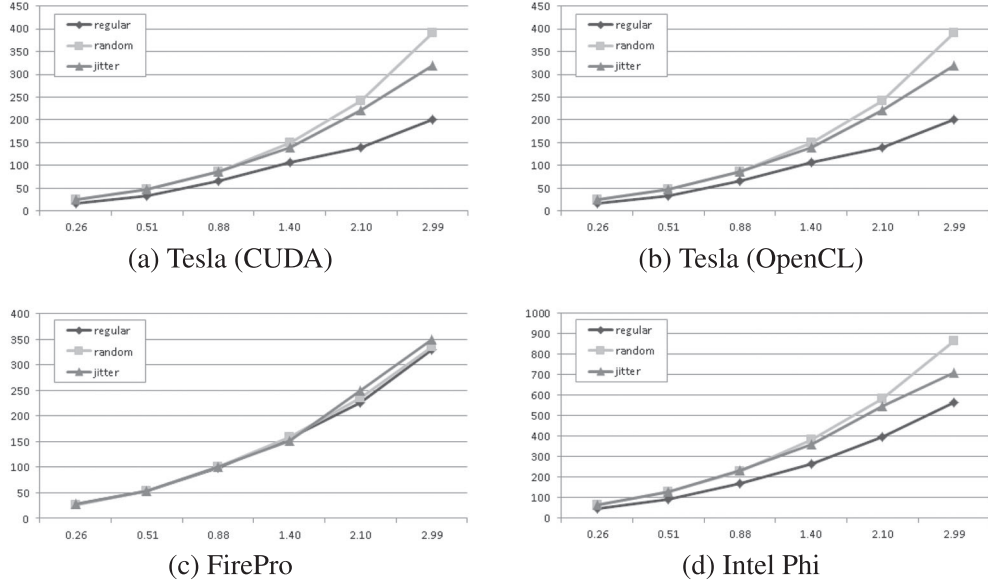 450
400
350
300
250
200
150
100
50
0
regular
random
jitter
0.26 0.51 0.88 1.40 2.10 2.99
(a) Tesla (CUDA)
450
400
350
300
250
200
150
100
50
0
regular
random
jitter
0.26 0.51 0.88 1.40 2.10 2.99
(b) Tesla (OpenCL)
400
350
300
250
200
150
100
50
0
regular
random
jitter
0.26 0.51 0.88 1.40 2.10 2.99
(c) FirePro
1000
900
800
700
600
500
400
300
200
100
0
regular
random
jitter
0.26 0.51 0.88 1.40 2.10 2.99
(d) Intel Phi